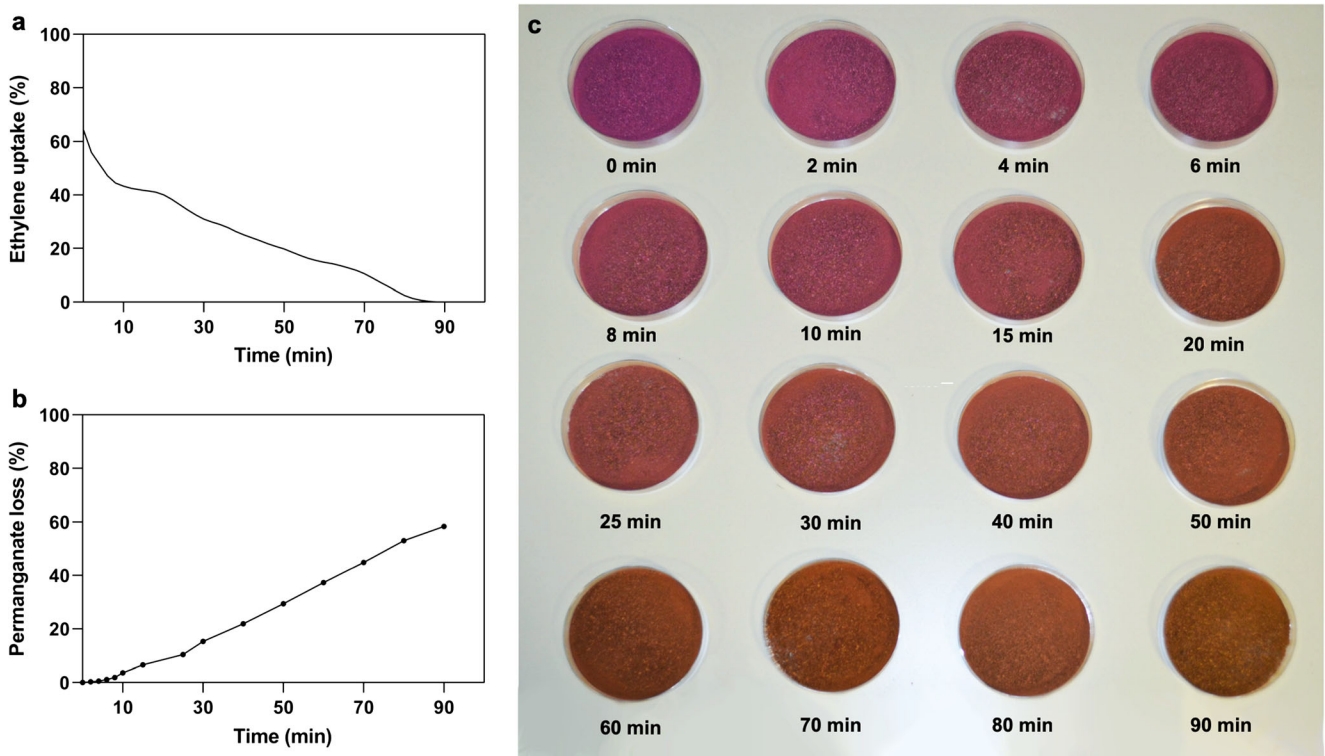 a
Ethylene uptake (%)
100
80
60
40
20
0
10 30 50 70 90
Time (min)
b
Permanganate loss (%)
100
80
60
40
20
0
10 30 50 70 90
Time (min)
c
0 min 2 min 4 min 6 min
8 min 10 min 15 min 20 min
25 min 30 min 40 min 50 min
60 min 70 min 80 min 90 min